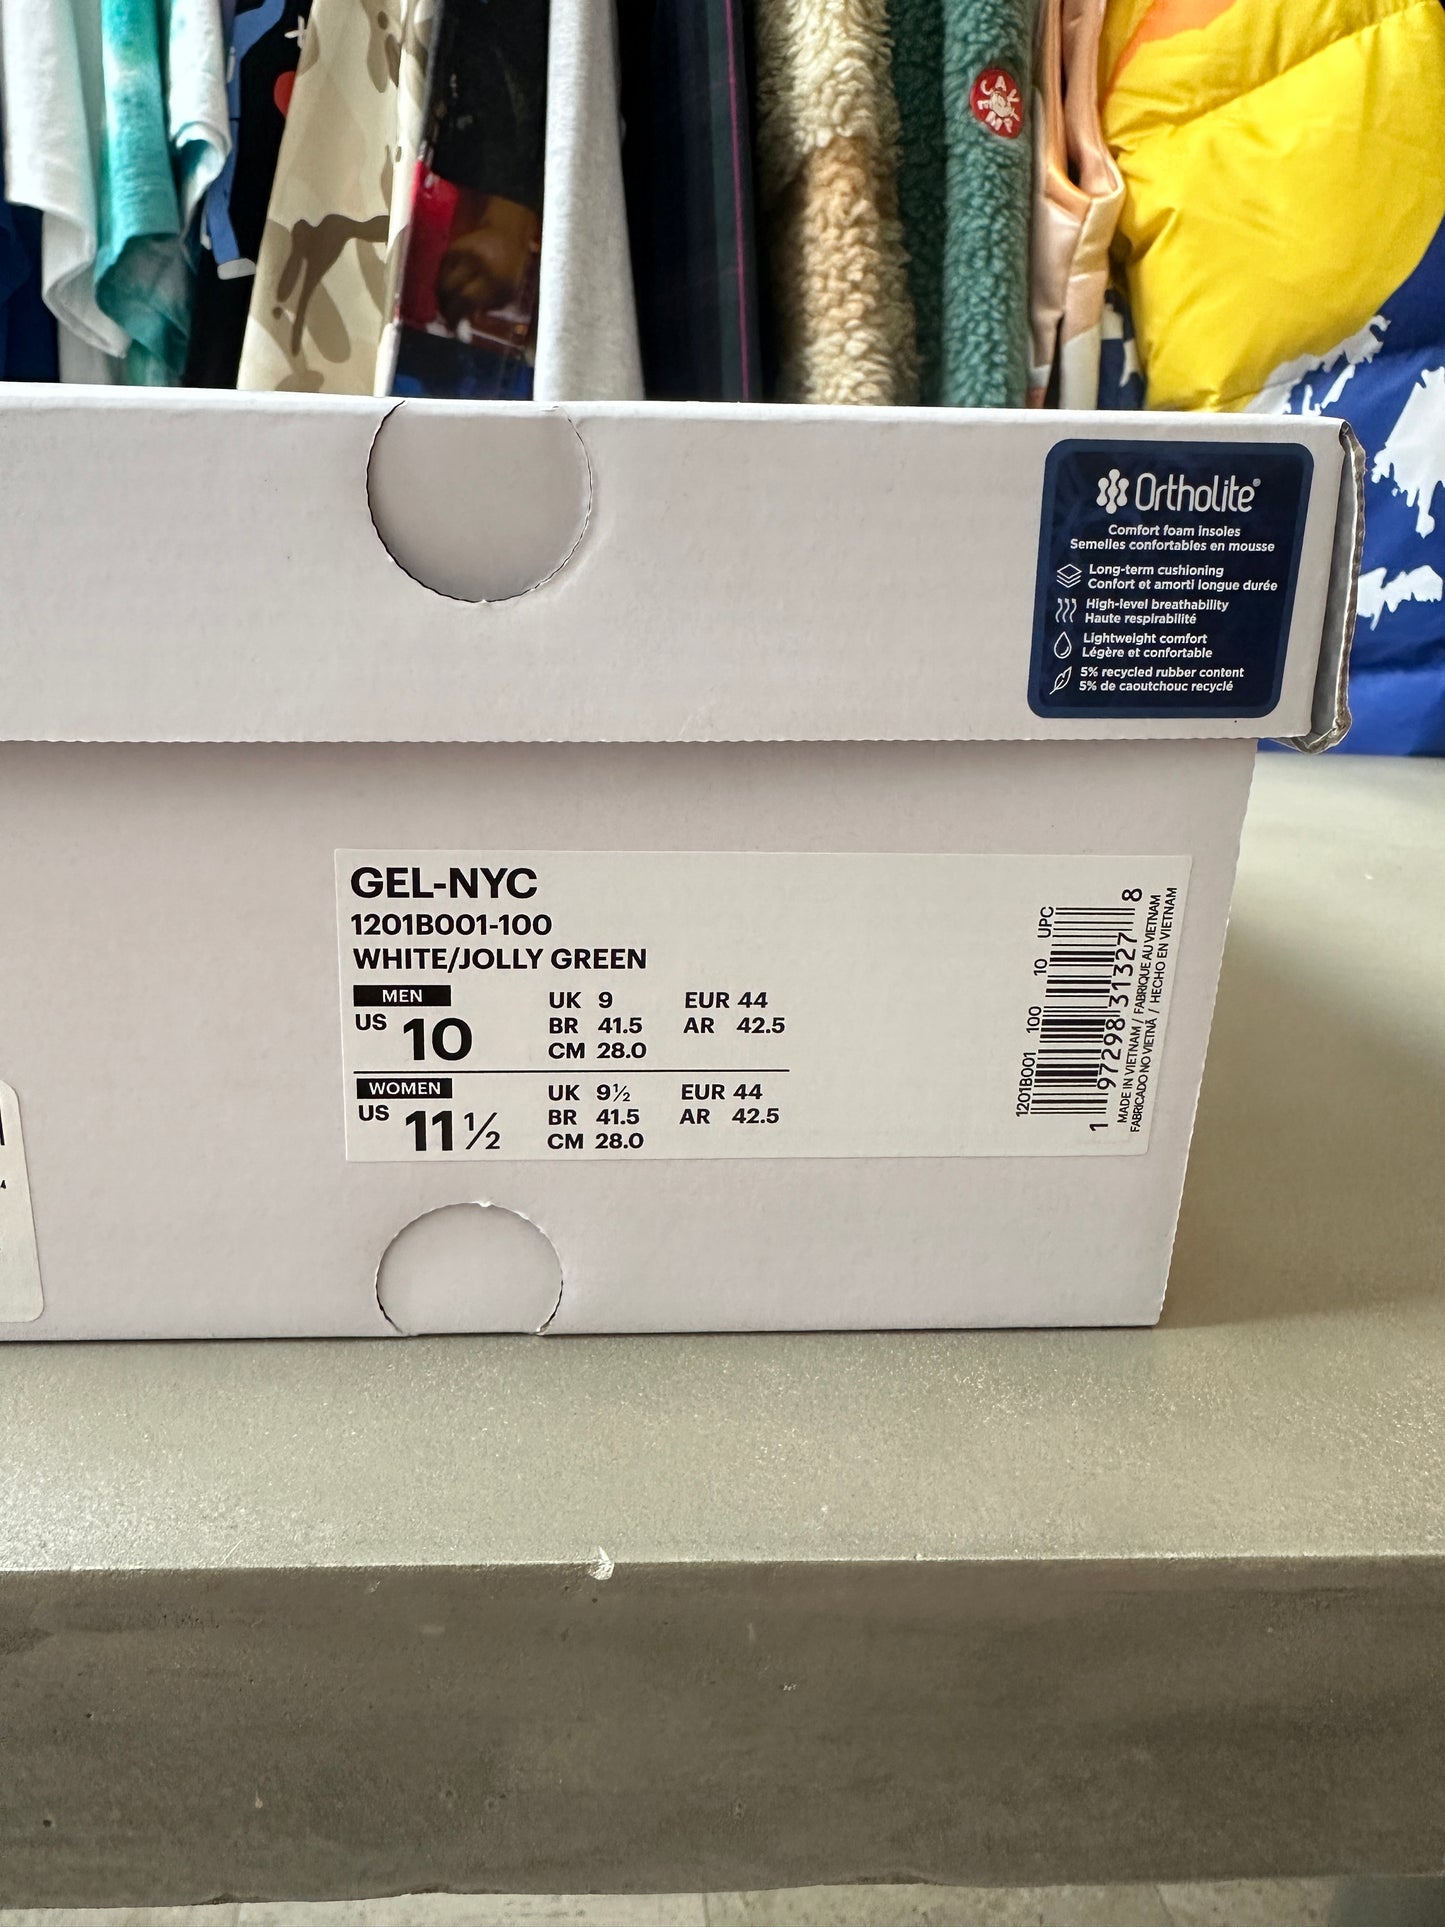 Ortholite®
Comfort foam insoles
Semelles confortables en mousse
Long-term cushioning
Confort et amorti longue durée
High-level breathability
Haute respirabilité
Lightweight comfort
Légère et confortable
5% recycled rubber content
5% de caoutchouc recyclé
GEL-NYC
1201B001-100
WHITE/JOLLY GREEN
MEN
US 10
UK 9 EUR 44
BR 41.5 AR 42.5
CM 28.0
WOMEN
US 11 ½
UK 9½ EUR 44
BR 41.5 AR 42.5
CM 28.0
1201B001 100 10 UPC
1 97298 31327 8
MADE IN VIETNAM / FABRIQUE AU VIETNAM
FABRICADO NO VIETNÃ / HECHO EN VIETNAM